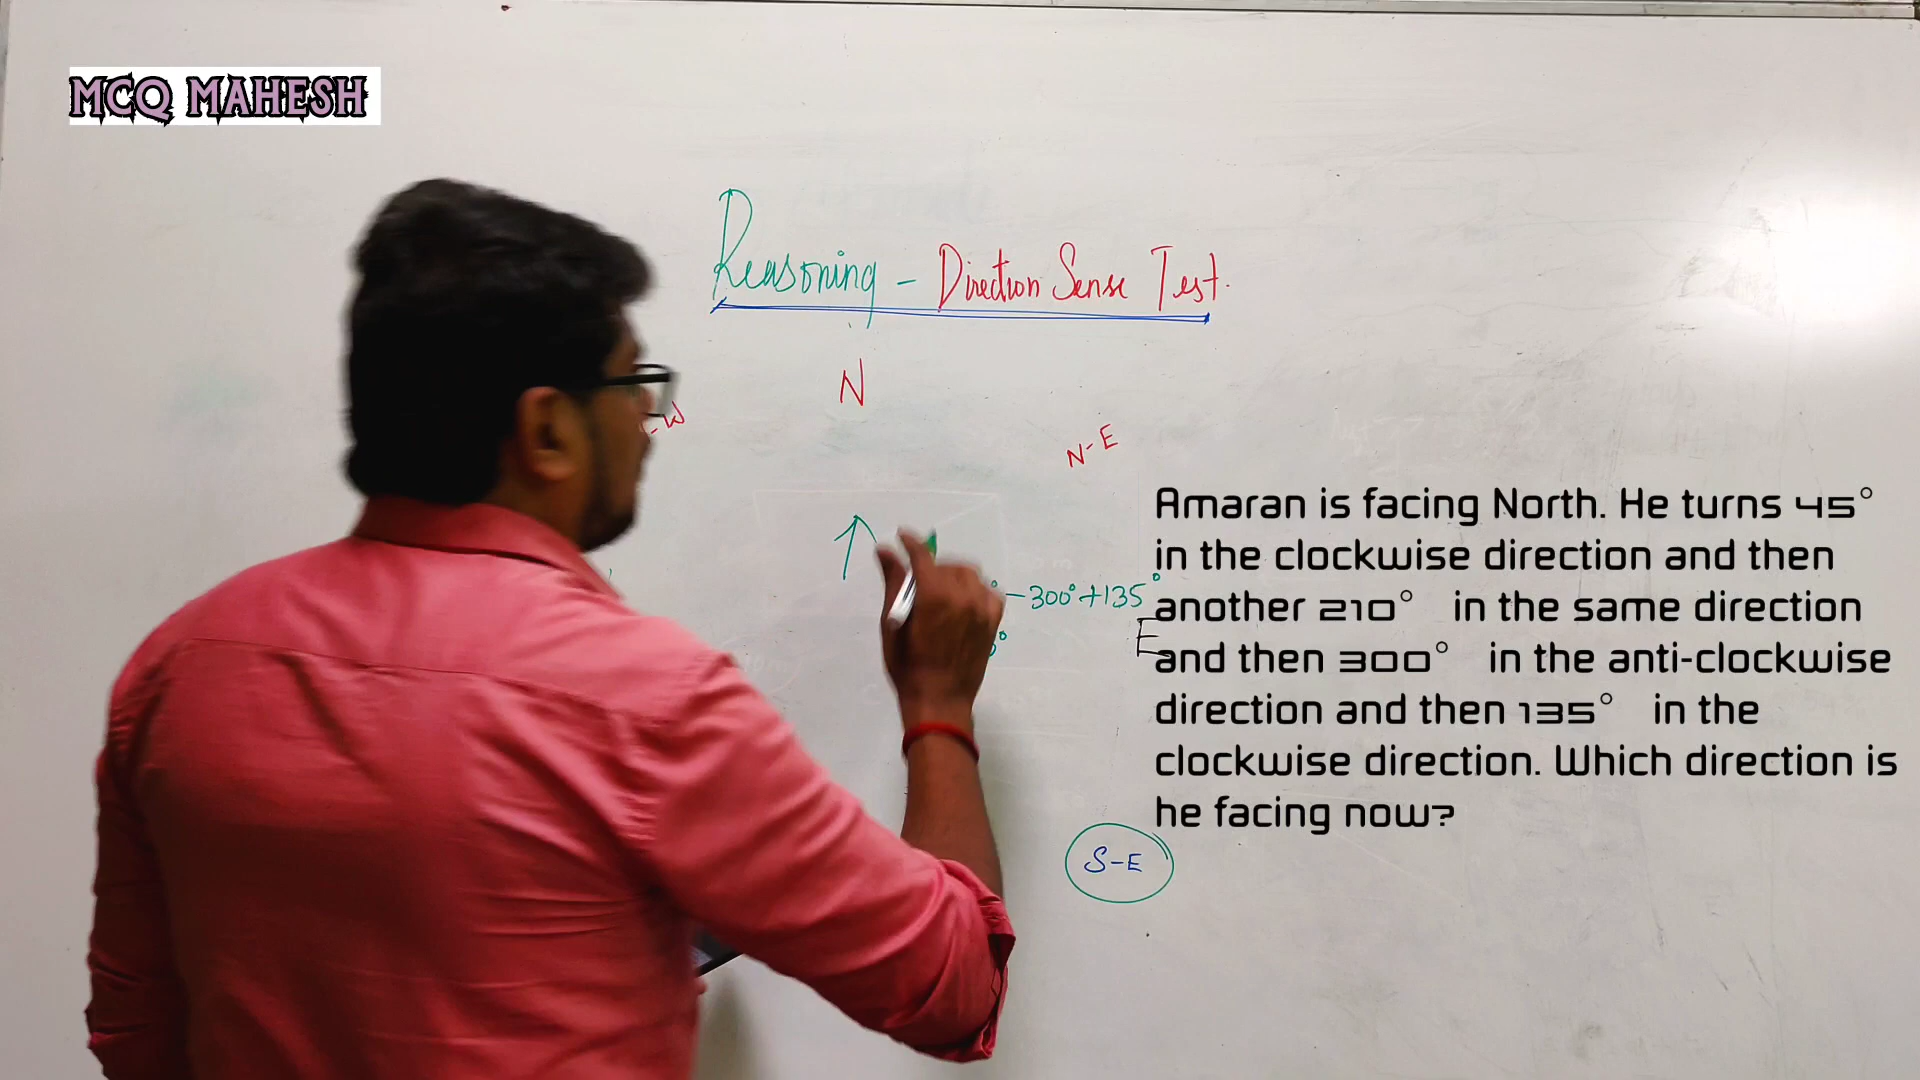 MCQ MAHESH
Reasoning - Direction Sense Test.
N
-W
N-E
Amaran is facing North. He turns 45°
in the clockwise direction and then
another 210° in the same direction
and then 300° in the anti-clockwise
direction and then 135° in the
clockwise direction. Which direction is
he facing now?
° -300°+135°
E
S-E